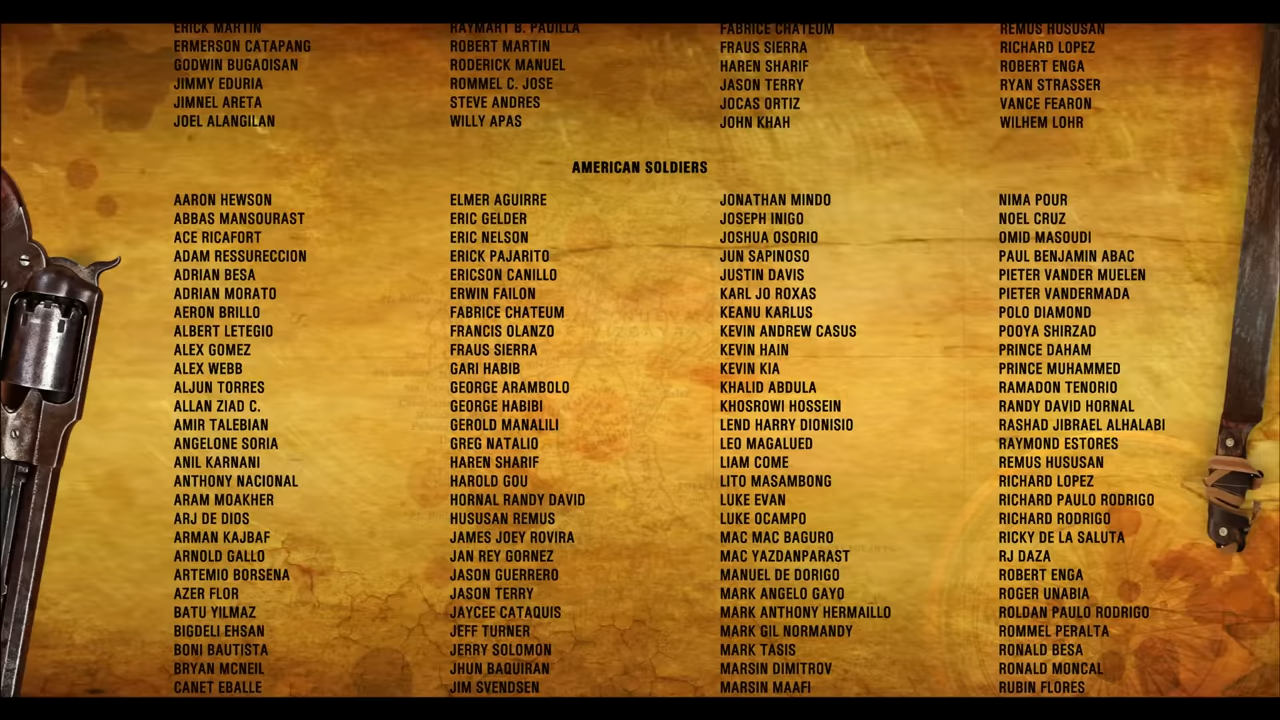 ERICK MARTIN RAYMART B. PADILLA FABRICE CHATEUM REMUS HUSUSAN
ERMERSON CATAPANG ROBERT MARTIN FRAUS SIERRA RICHARD LOPEZ
GODWIN BUGAOISAN RODERICK MANUEL HAREN SHARIF ROBERT ENGA
JIMMY EDURIA ROMMEL C. JOSE JASON TERRY RYAN STRASSER
JIMNEL ARETA STEVE ANDRES JOCAS ORTIZ VANCE FEARON
JOEL ALANGILAN WILLY APAS JOHN KHAH WILHEM LOHR
AMERICAN SOLDIERS
AARON HEWSON ELMER AGUIRRE JONATHAN MINDO NIMA POUR
ABBAS MANSOURAST ERIC GELDER JOSEPH INIGO NOEL CRUZ
ACE RICAFORT ERIC NELSON JOSHUA OSORIO OMID MASOUDI
ADAM RESSURECCION ERICK PAJARITO JUN SAPINOSO PAUL BENJAMIN ABAC
ADRIAN BESA ERICSON CANILLO JUSTIN DAVIS PIETER VANDER MUELEN
ADRIAN MORATO ERWIN FAILON KARL JO ROXAS PIETER VANDERMADA
AERON BRILLO FABRICE CHATEUM KEANU KARLUS POLO DIAMOND
ALBERT LETEGIO FRANCIS OLANZO KEVIN ANDREW CASUS POOYA SHIRZAD
ALEX GOMEZ FRAUS SIERRA KEVIN HAIN PRINCE DAHAM
ALEX WEBB GARI HABIB KEVIN KIA PRINCE MUHAMMED
ALJUN TORRES GEORGE ARAMBOLO KHALID ABDULA RAMADON TENORIO
ALLAN ZIAD C. GEORGE HABIBI KHOSROWI HOSSEIN RANDY DAVID HORNAL
AMIR TALEBIAN GEROLD MANALILI LEND HARRY DIONISIO RASHAD JIBRAEL ALHALABI
ANGELONE SORIA GREG NATALIO LEO MAGALUED RAYMOND ESTORES
ANIL KARNANI HAREN SHARIF LIAM COME REMUS HUSUSAN
ANTHONY NACIONAL HAROLD GOU LITO MASAMBONG RICHARD LOPEZ
ARAM MOAKHER HORNAL RANDY DAVID LUKE EVAN RICHARD PAULO RODRIGO
ARJ DE DIOS HUSUSAN REMUS LUKE OCAMPO RICHARD RODRIGO
ARMAN KAJBAF JAMES JOEY ROVIRA MAC MAC BAGURO RICKY DE LA SALUTA
ARNOLD GALLO JAN REY GORNEZ MAC YAZDANPARAST RJ DAZA
ARTEMIO BORSENA JASON GUERRERO MANUEL DE DORIGO ROBERT ENGA
AZER FLOR JASON TERRY MARK ANGELO GAYO ROGER UNABIA
BATU YILMAZ JAYCEE CATAQUIS MARK ANTHONY HERMAILLO ROLDAN PAULO RODRIGO
BIGDELI EHSAN JEFF TURNER MARK GIL NORMANDY ROMMEL PERALTA
BONI BAUTISTA JERRY SOLOMON MARK TASIS RONALD BESA
BRYAN MCNEIL JHUN BAQUIRAN MARSIN DIMITROV RONALD MONCAL
CANET EBALLE JIM SVENDSEN MARSIN MAAFI RUBIN FLORES